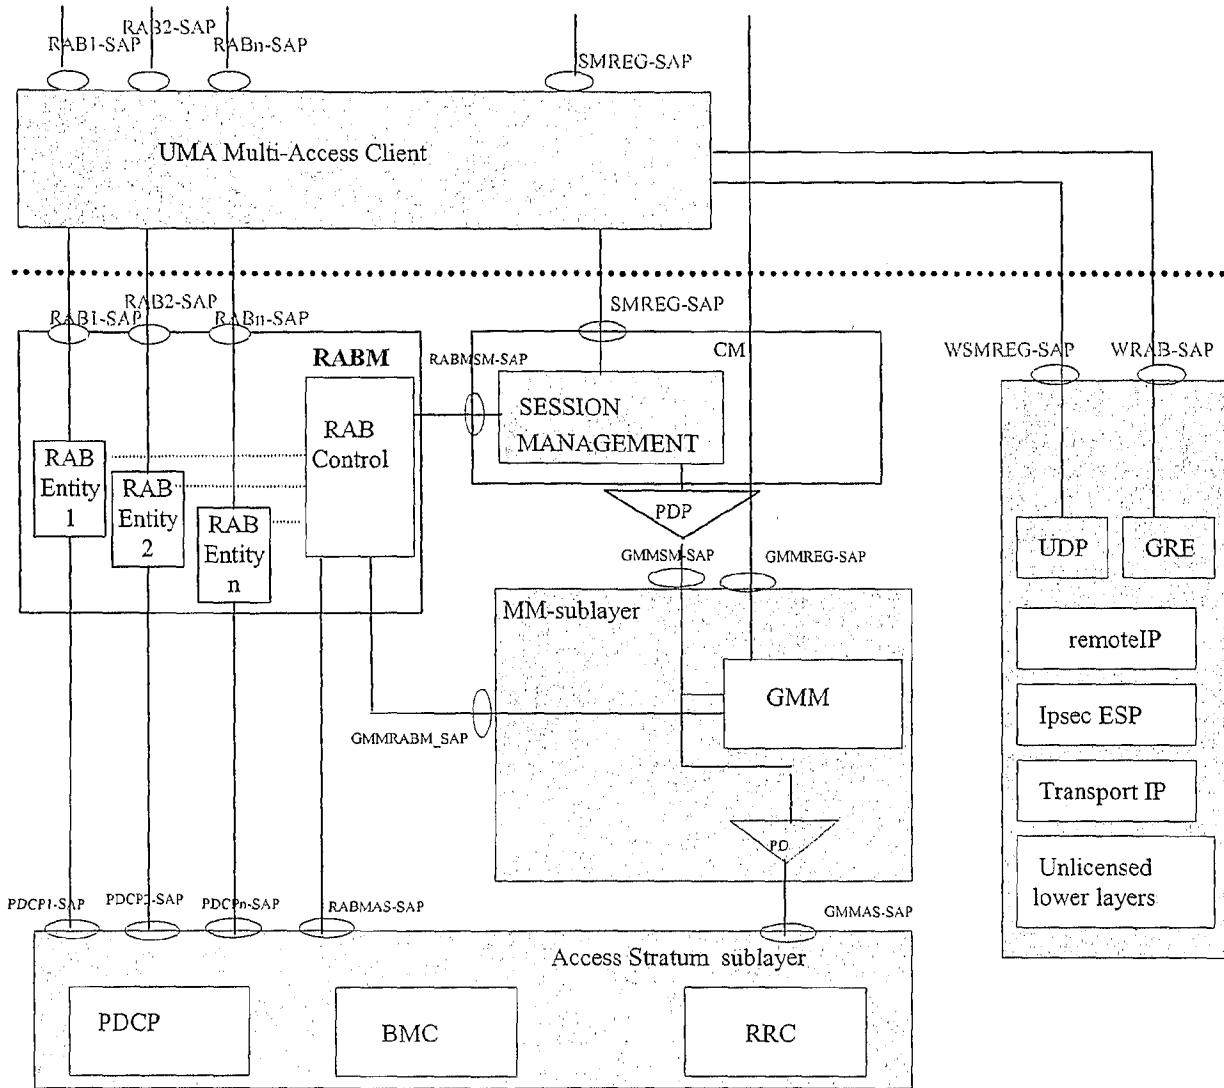 RAB1-SAP
RAB2-SAP
RABn-SAP
SMREG-SAP
UMA Multi-Access Client
RAB1-SAP
RAB2-SAP
RABn-SAP
SMREG-SAP
RABM
RABMSM-SAP
CM
WSMREG-SAP
WRAB-SAP
RAB
Control
SESSION
MANAGEMENT
RAB
Entity
1
RAB
Entity
2
RAB
Entity
n
PDP
GMMSM-SAP
GMMREG-SAP
UDP
GRE
MM-sublayer
remoteIP
GMM
Ipsec ESP
GMMRABM_SAP
Transport IP
PD
Unlicensed
lower layers
PDCP1-SAP
PDCP2-SAP
PDCPn-SAP
RABMAS-SAP
GMMAS-SAP
Access Stratum sublayer
PDCP
BMC
RRC